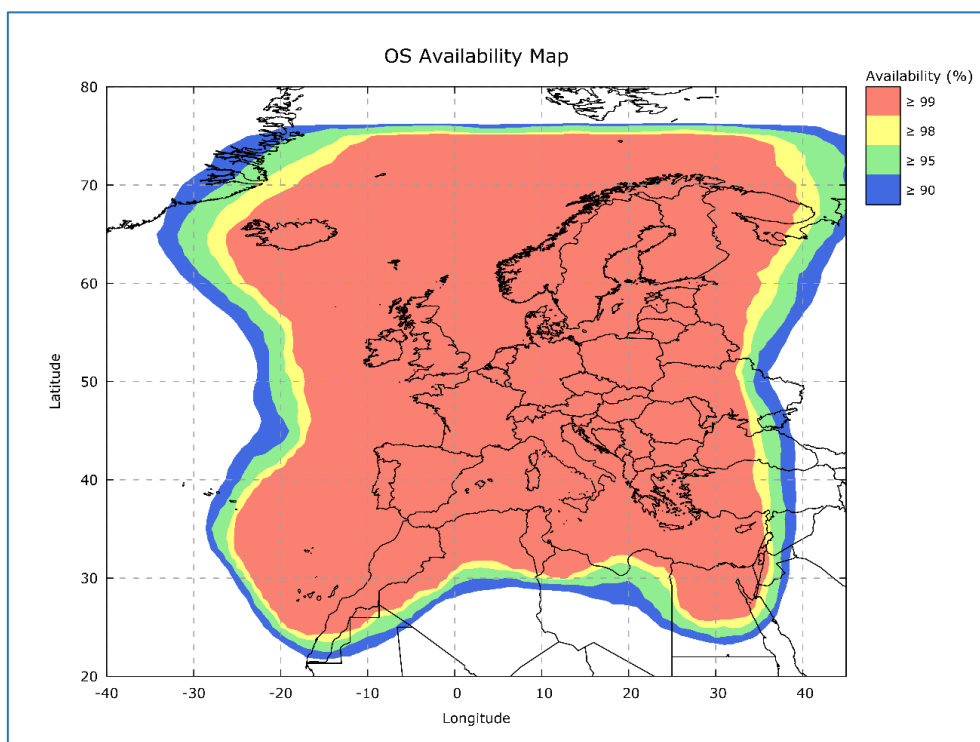 OS Availability Map
Availability (%)
≥ 99
≥ 98
≥ 95
≥ 90
80
70
60
50
40
30
20
Latitude
-40 -30 -20 -10 0 10 20 30 40
Longitude